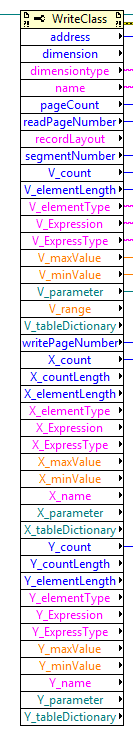 WriteClass
address
dimension
dimensiontype
name
pageCount
readPageNumber
recordLayout
segmentNumber
V_count
V_elementLength
V_elementType
V_Expression
V_ExpressType
V_maxValue
V_minValue
V_parameter
V_range
V_tableDictionary
writePageNumber
X_count
X_countLength
X_elementLength
X_elementType
X_Expression
X_ExpressType
X_maxValue
X_minValue
X_name
X_parameter
X_tableDictionary
Y_count
Y_countLength
Y_elementLength
Y_elementType
Y_Expression
Y_ExpressType
Y_maxValue
Y_minValue
Y_name
Y_parameter
Y_tableDictionary